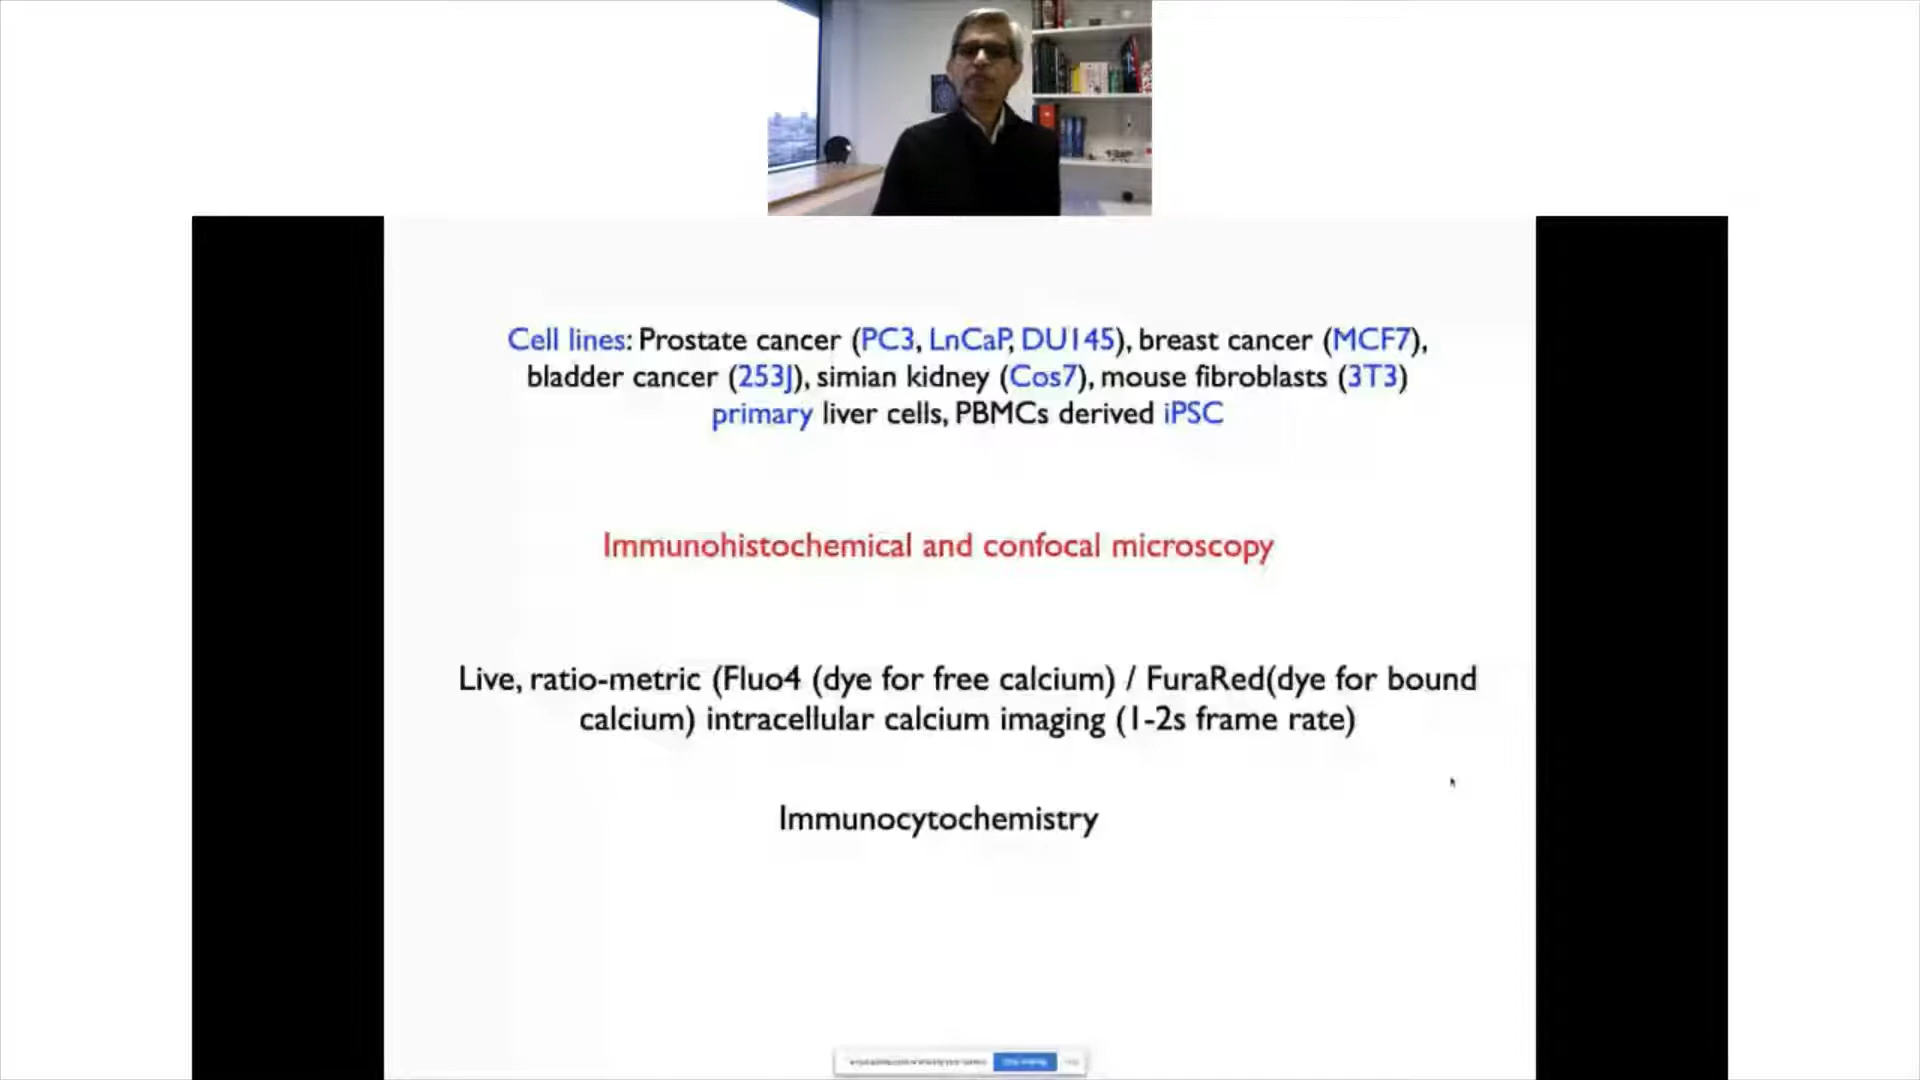 Cell lines: Prostate cancer (PC3, LnCaP, DU145), breast cancer (MCF7),
bladder cancer (253J), simian kidney (Cos7), mouse fibroblasts (3T3)
primary liver cells, PBMCs derived iPSC
Immunohistochemical and confocal microscopy
Live, ratio-metric (Fluo4 (dye for free calcium) / FuraRed(dye for bound
calcium) intracellular calcium imaging (1-2s frame rate)
Immunocytochemistry